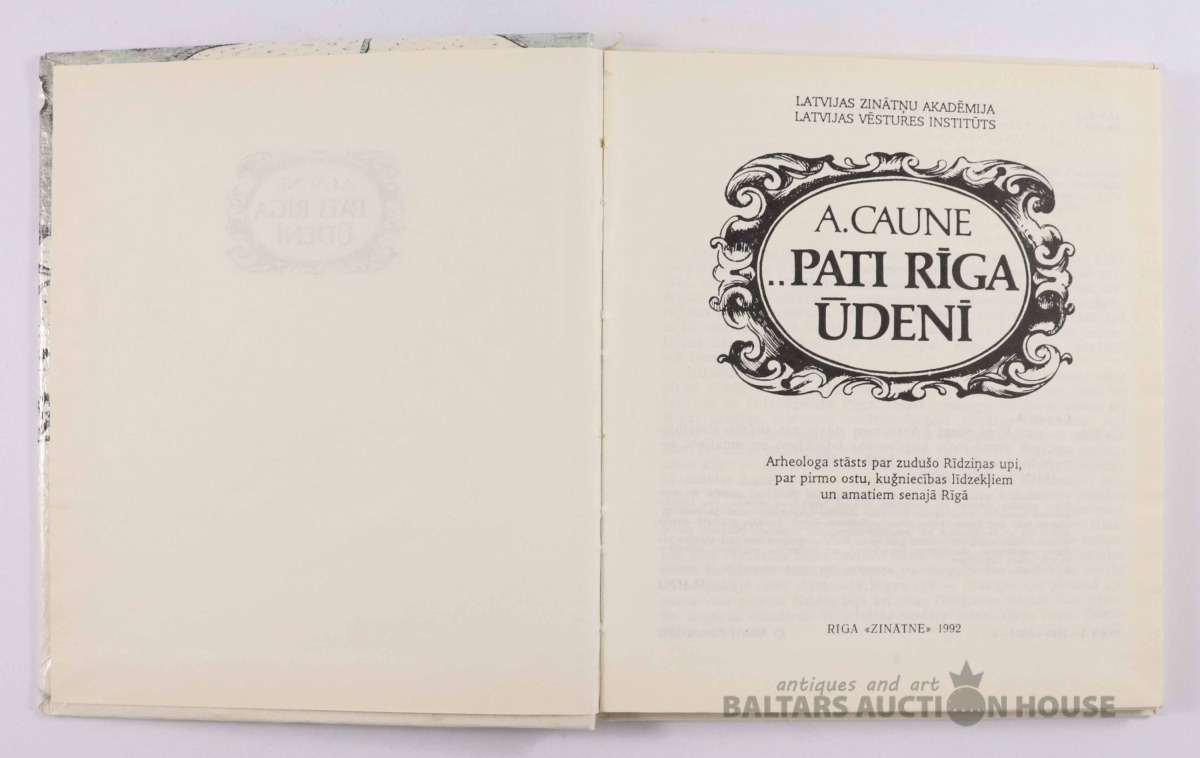 LATVIJAS ZINĀTŅU AKADĒMIJA
LATVIJAS VĒSTURES INSTITŪTS
A. CAUNE
..PATI RĪGA
ŪDENĪ
Arheologa stāsts par zudušo Rīdziņas upi,
par pirmo ostu, kuģniecības līdzekļiem
un amatiem senajā Rīgā
RĪGA «ZINĀTNE» 1992
antiques and art
BALTARS AUCTION HOUSE